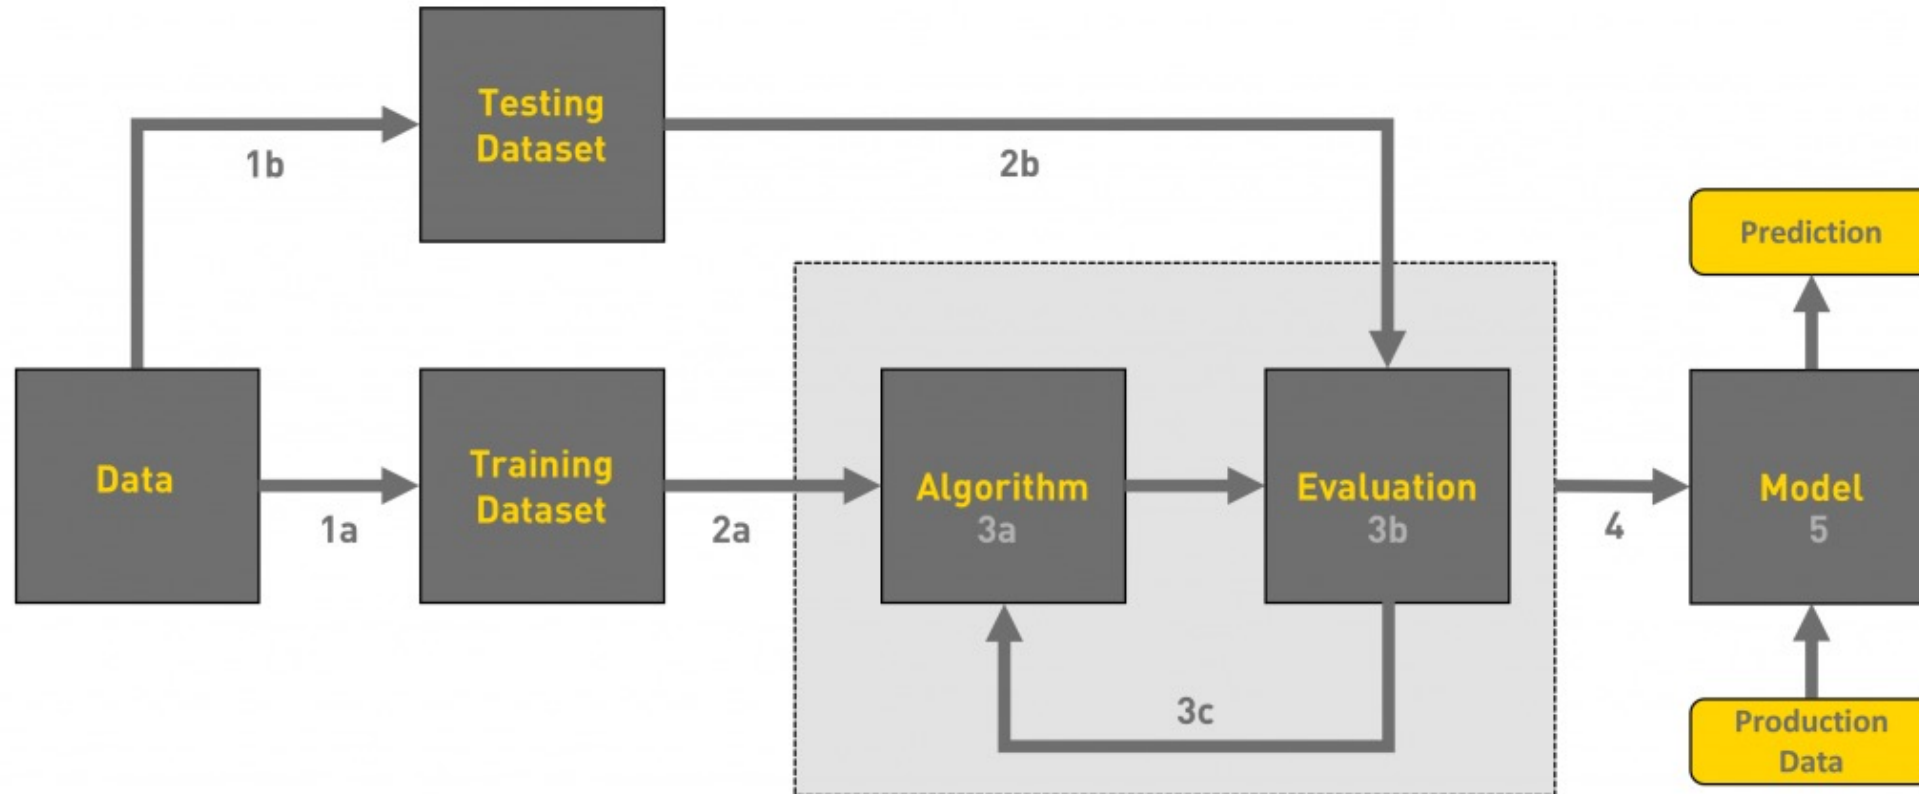 Testing
Dataset
1b
2b
Prediction
Data
1a
Training
Dataset
2a
Algorithm
3a
Evaluation
3b
4
Model
5
3c
Production
Data